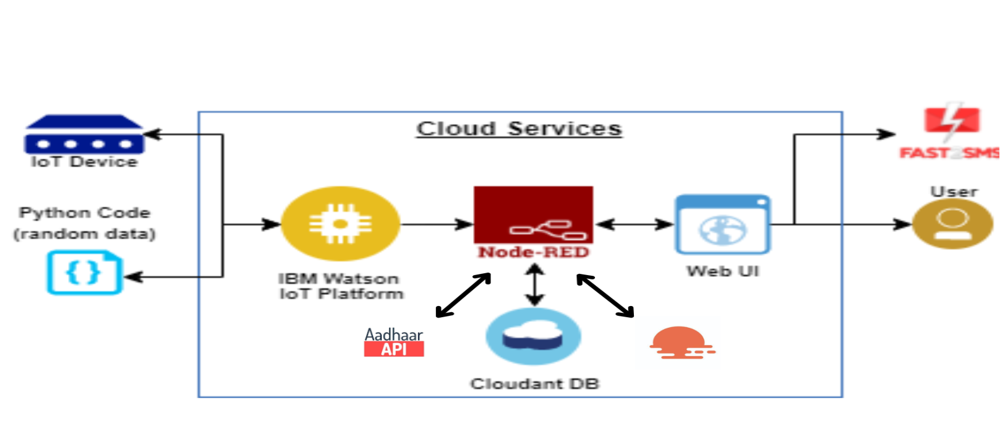 Cloud Services
IoT Device
Python Code
(random data)
IBM Watson
IoT Platform
Node-RED
Web UI
FAST2SMS
User
Aadhaar
API
Cloudant DB